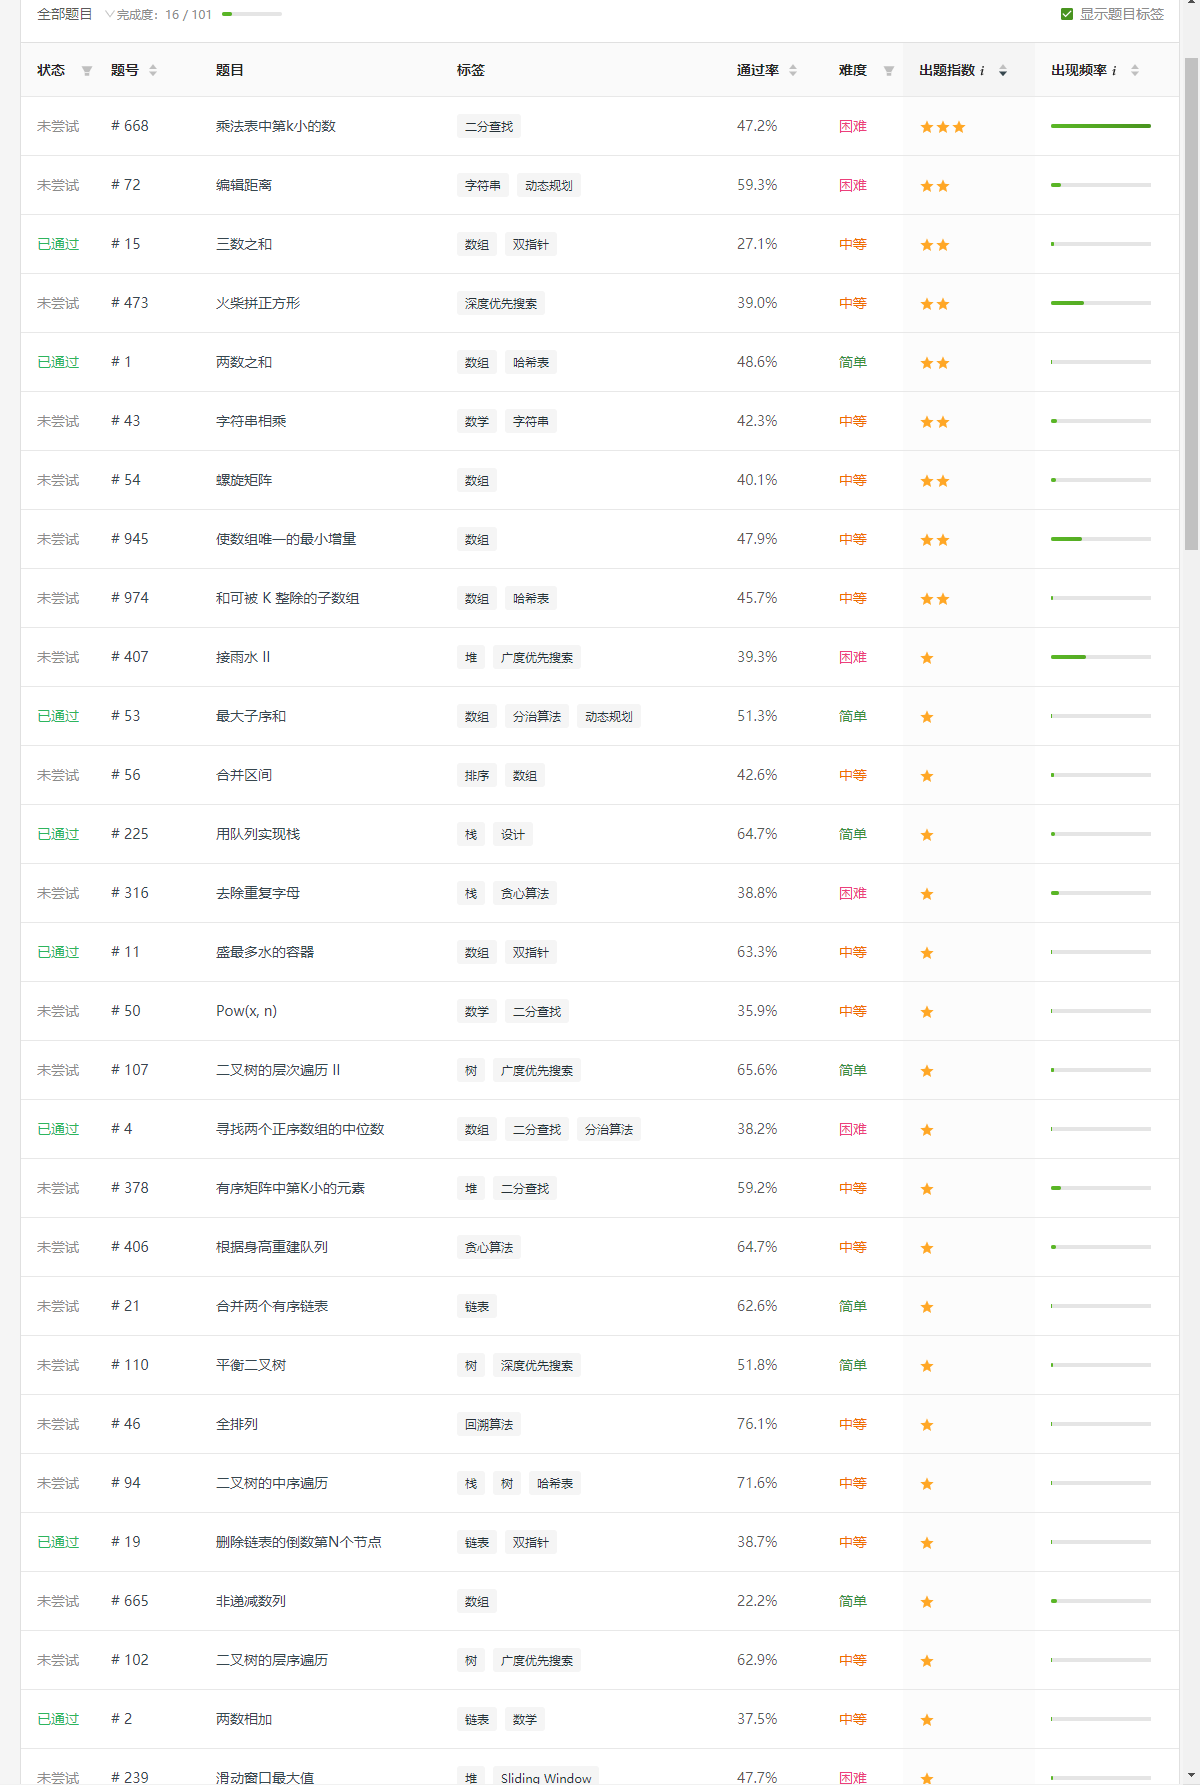 全部题目 完成度：16 / 101 显示题目标签
状态 题号 题目 标签 通过率 难度 出题指数 i 出现频率 i
未尝试 # 668 乘法表中第k小的数 二分查找 47.2% 困难
未尝试 # 72 编辑距离 字符串 动态规划 59.3% 困难
已通过 # 15 三数之和 数组 双指针 27.1% 中等
未尝试 # 473 火柴拼正方形 深度优先搜索 39.0% 中等
已通过 # 1 两数之和 数组 哈希表 48.6% 简单
未尝试 # 43 字符串相乘 数学 字符串 42.3% 中等
未尝试 # 54 螺旋矩阵 数组 40.1% 中等
未尝试 # 945 使数组唯一的最小增量 数组 47.9% 中等
未尝试 # 974 和可被 K 整除的子数组 数组 哈希表 45.7% 中等
未尝试 # 407 接雨水 II 堆 广度优先搜索 39.3% 困难
已通过 # 53 最大子序和 数组 分治算法 动态规划 51.3% 简单
未尝试 # 56 合并区间 排序 数组 42.6% 中等
已通过 # 225 用队列实现栈 栈 设计 64.7% 简单
未尝试 # 316 去除重复字母 栈 贪心算法 38.8% 困难
已通过 # 11 盛最多水的容器 数组 双指针 63.3% 中等
未尝试 # 50 Pow(x, n) 数学 二分查找 35.9% 中等
未尝试 # 107 二叉树的层次遍历 II 树 广度优先搜索 65.6% 简单
已通过 # 4 寻找两个正序数组的中位数 数组 二分查找 分治算法 38.2% 困难
未尝试 # 378 有序矩阵中第K小的元素 堆 二分查找 59.2% 中等
未尝试 # 406 根据身高重建队列 贪心算法 64.7% 中等
未尝试 # 21 合并两个有序链表 链表 62.6% 简单
未尝试 # 110 平衡二叉树 树 深度优先搜索 51.8% 简单
未尝试 # 46 全排列 回溯算法 76.1% 中等
未尝试 # 94 二叉树的中序遍历 栈 树 哈希表 71.6% 中等
已通过 # 19 删除链表的倒数第N个节点 链表 双指针 38.7% 中等
未尝试 # 665 非递减数列 数组 22.2% 简单
未尝试 # 102 二叉树的层序遍历 树 广度优先搜索 62.9% 中等
已通过 # 2 两数相加 链表 数学 37.5% 中等
未尝试 # 239 滑动窗口最大值 堆 Sliding Window 47.7% 困难